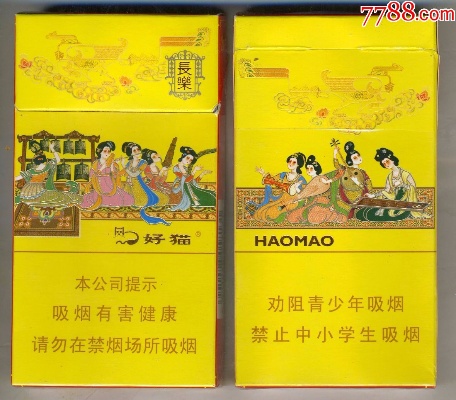 7788.com
長樂
好猫®
本公司提示
吸烟有害健康
请勿在禁烟场所吸烟
HAOMAO
劝阻青少年吸烟
禁止中小学生吸烟